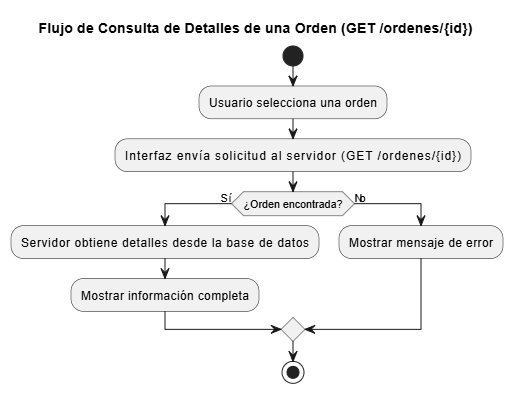 Flujo de Consulta de Detalles de una Orden (GET /ordenes/{id})
Usuario selecciona una orden
Interfaz envía solicitud al servidor (GET /ordenes/{id})
Sí
¿Orden encontrada?
No
Servidor obtiene detalles desde la base de datos
Mostrar mensaje de error
Mostrar información completa